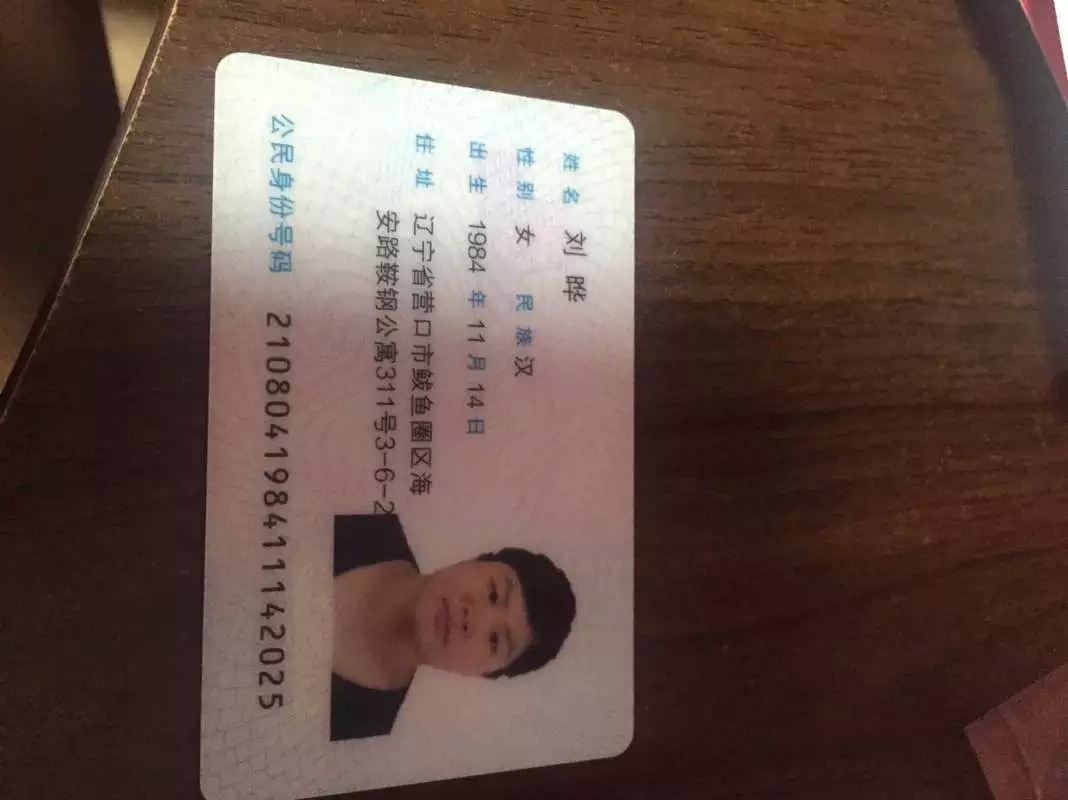 姓名 刘晔
性别 女 民族 汉
出生 1984 年 11 月 14 日
住址 辽宁省营口市鲅鱼圈区海
安路鞍钢公寓311号3-6-2
公民身份号码 210804198411142025